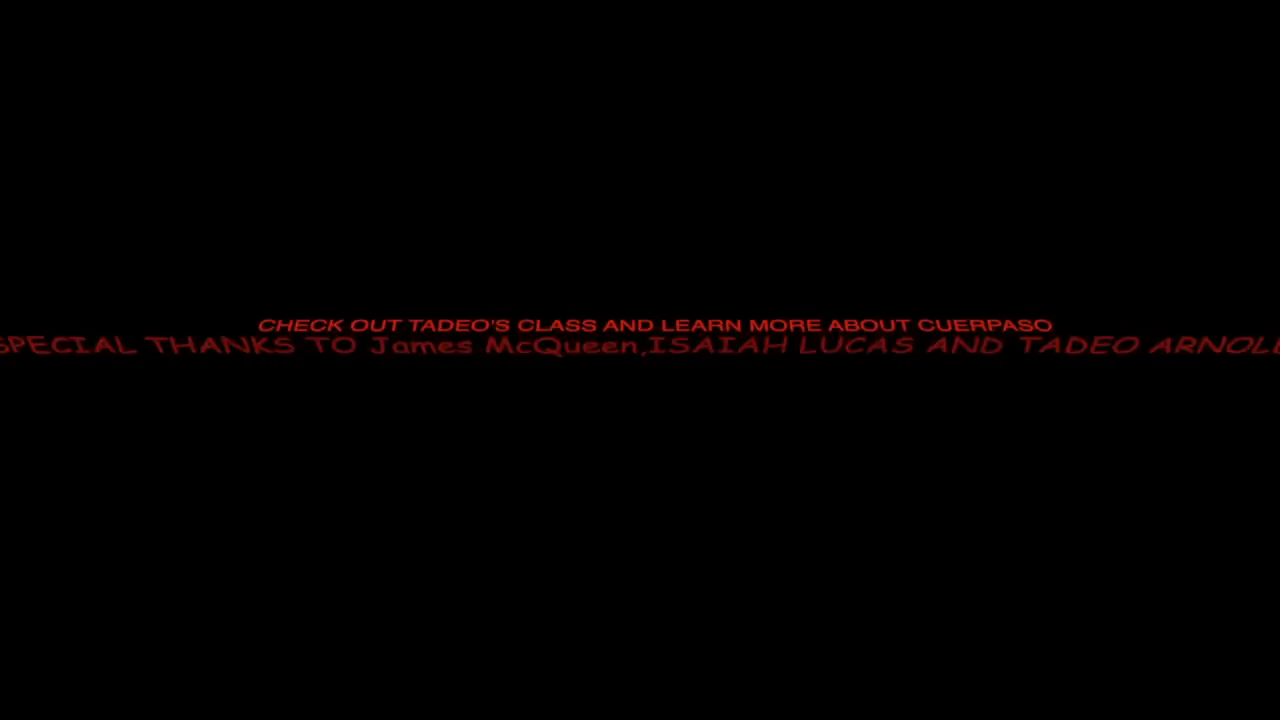 CHECK OUT TADEO'S CLASS AND LEARN MORE ABOUT CUERPASO
SPECIAL THANKS TO James McQueen,ISAIAH LUCAS AND TADEO ARNOLD